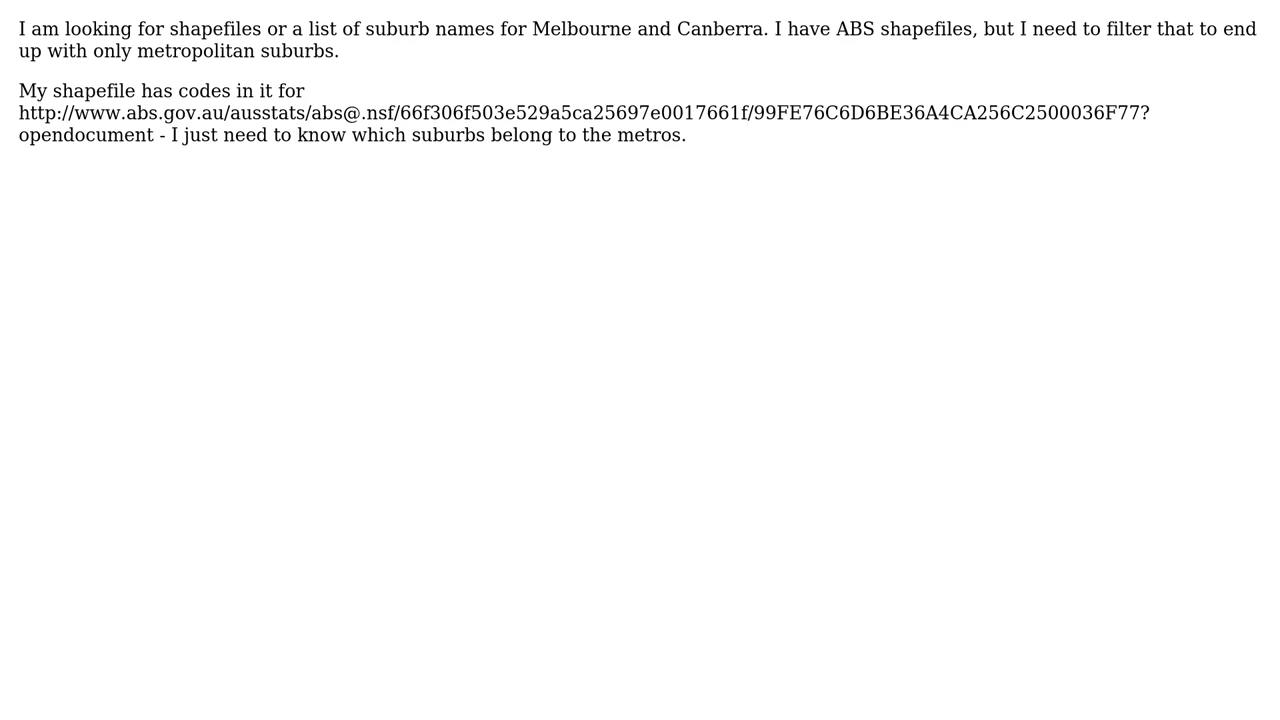 I am looking for shapefiles or a list of suburb names for Melbourne and Canberra. I have ABS shapefiles, but I need to filter that to end
up with only metropolitan suburbs.
My shapefile has codes in it for
http://www.abs.gov.au/ausstats/abs@.nsf/66f306f503e529a5ca25697e0017661f/99FE76C6D6BE36A4CA256C2500036F77?
opendocument - I just need to know which suburbs belong to the metros.